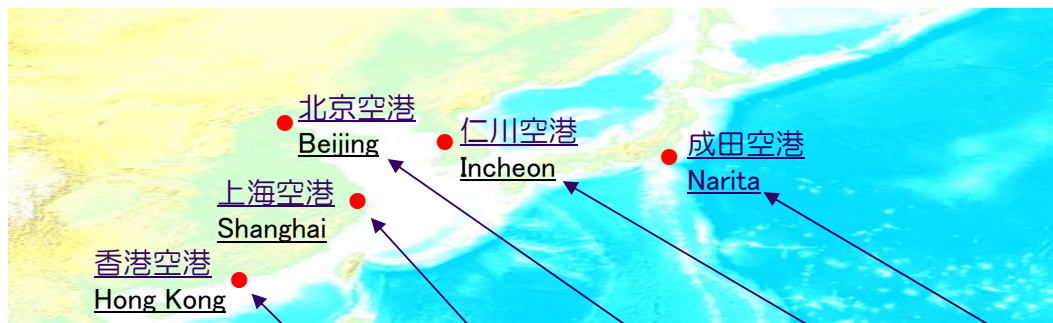 北京空港
Beijing
仁川空港
Incheon
成田空港
Narita
上海空港
Shanghai
香港空港
Hong Kong